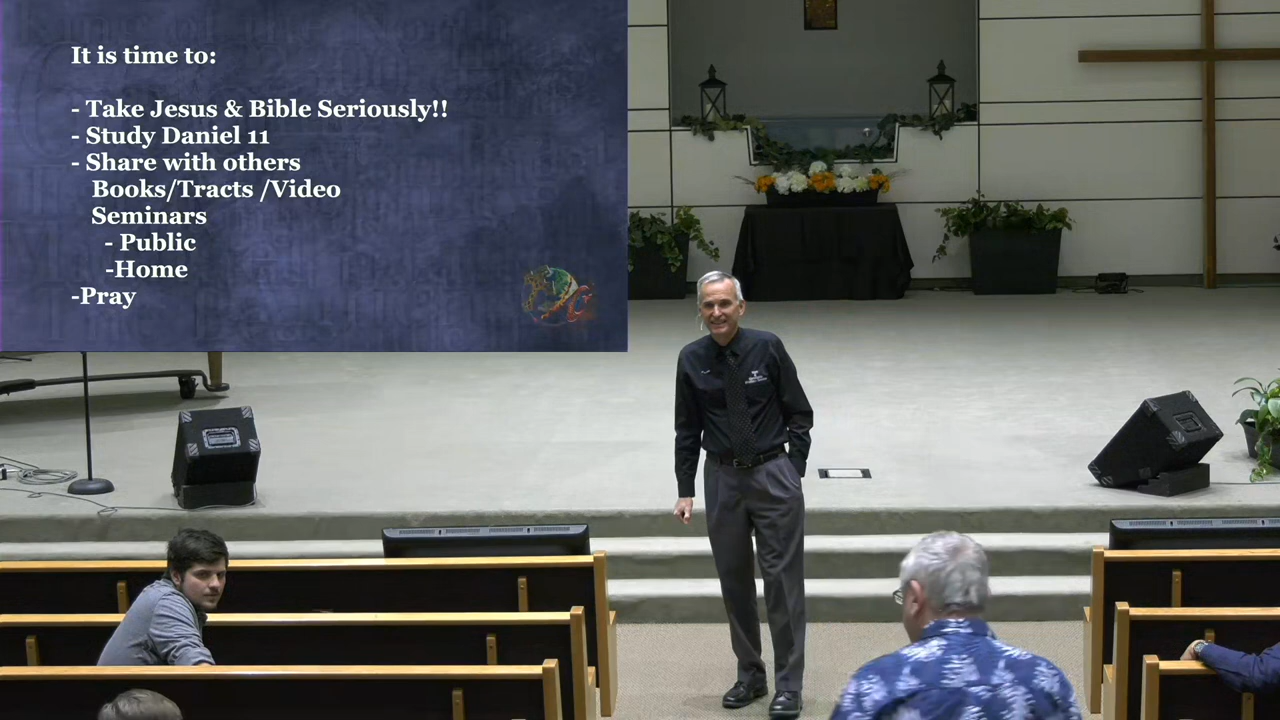 It is time to:
- Take Jesus & Bible Seriously!!
- Study Daniel 11
- Share with others
Books/Tracts /Video
Seminars
- Public
-Home
-Pray